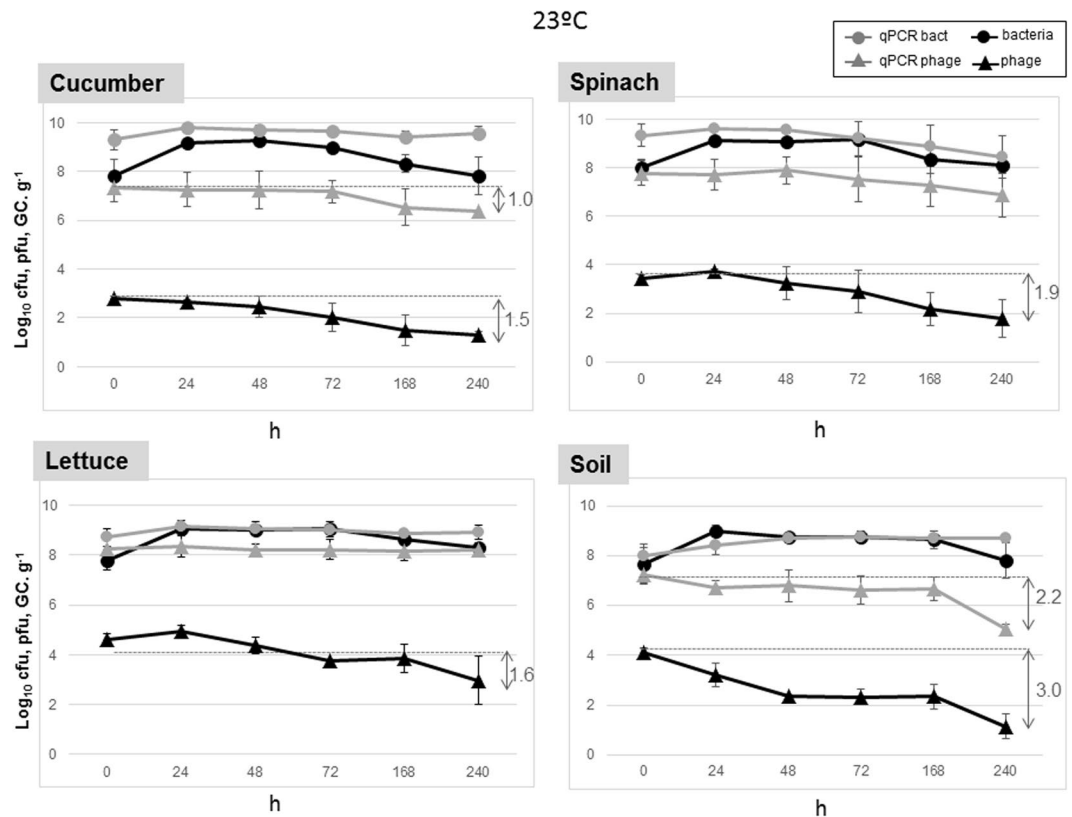 23ºC
qPCR bact bacteria
qPCR phage phage
Cucumber
Log10 cfu, pfu, GC. g-1
10
8
6
4
2
0
1.0
1.5
0 24 48 72 168 240
h
Spinach
10
8
6
4
2
0
1.9
0 24 48 72 168 240
h
Lettuce
Log10 cfu, pfu, GC. g-1
10
8
6
4
2
0
1.6
0 24 48 72 168 240
h
Soil
10
8
6
4
2
0
2.2
3.0
0 24 48 72 168 240
h